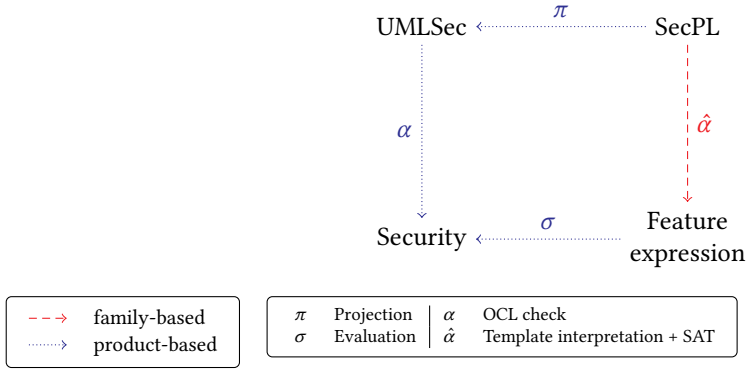 π
UMLSec SecPL
α α̂
Security σ Feature
expression
family-based
product-based
π Projection α OCL check
σ Evaluation α̂ Template interpretation + SAT